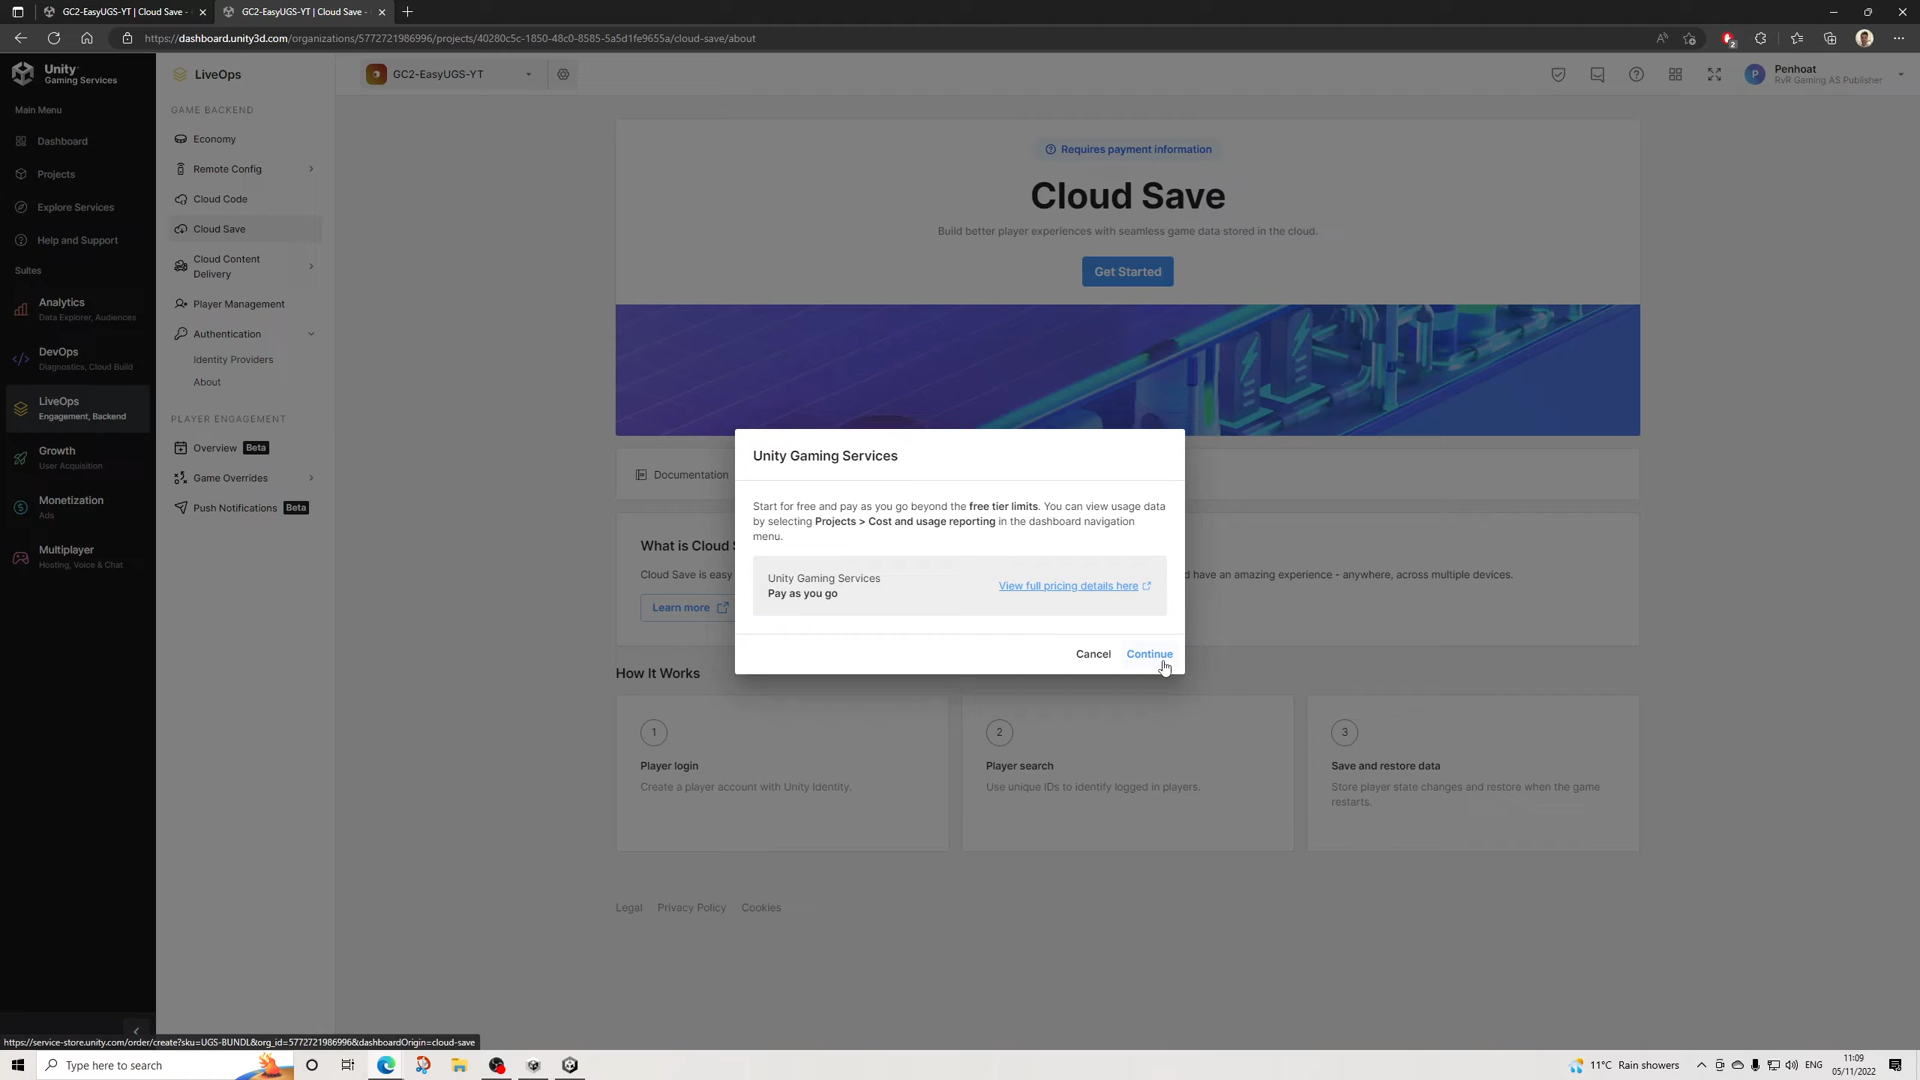 GC2-EasyUGS-YT | Cloud Save -
GC2-EasyUGS-YT | Cloud Save -
https://dashboard.unity3d.com/organizations/5772721986996/projects/40280c5c-1850-48c0-8585-5a5d1fe9655a/cloud-save/about
2
Unity
Gaming Services
Main Menu
Dashboard
Projects
Explore Services
Help and Support
Suites
Analytics
Data Explorer, Audiences
DevOps
Diagnostics, Cloud Build
LiveOps
Engagement, Backend
Growth
User Acquisition
Monetization
Ads
Multiplayer
Hosting, Voice & Chat
LiveOps
GAME BACKEND
Economy
Remote Config
Cloud Code
Cloud Save
Cloud Content
Delivery
Player Management
Authentication
Identity Providers
About
PLAYER ENGAGEMENT
Overview Beta
Game Overrides
Push Notifications Beta
GC2-EasyUGS-YT
P
Penhoat
RvR Gaming AS Publisher
Requires payment information
Cloud Save
Build better player experiences with seamless game data stored in the cloud.
Get Started
Documentation
What is Cloud S
Cloud Save is easy
d have an amazing experience - anywhere, across multiple devices.
Learn more
Unity Gaming Services
Start for free and pay as you go beyond the free tier limits. You can view usage data
by selecting Projects > Cost and usage reporting in the dashboard navigation
menu.
Unity Gaming Services
Pay as you go
View full pricing details here
Cancel
Continue
How It Works
1
Player login
Create a player account with Unity Identity.
2
Player search
Use unique IDs to identify logged in players.
3
Save and restore data
Store player state changes and restore when the game
restarts.
Legal
Privacy Policy
Cookies
https://service-store.unity.com/order/create?sku=UGS-BUNDL&org_id=5772721986996&dashboardOrigin=cloud-save
Type here to search
11°C Rain showers
ENG
11:09
05/11/2022